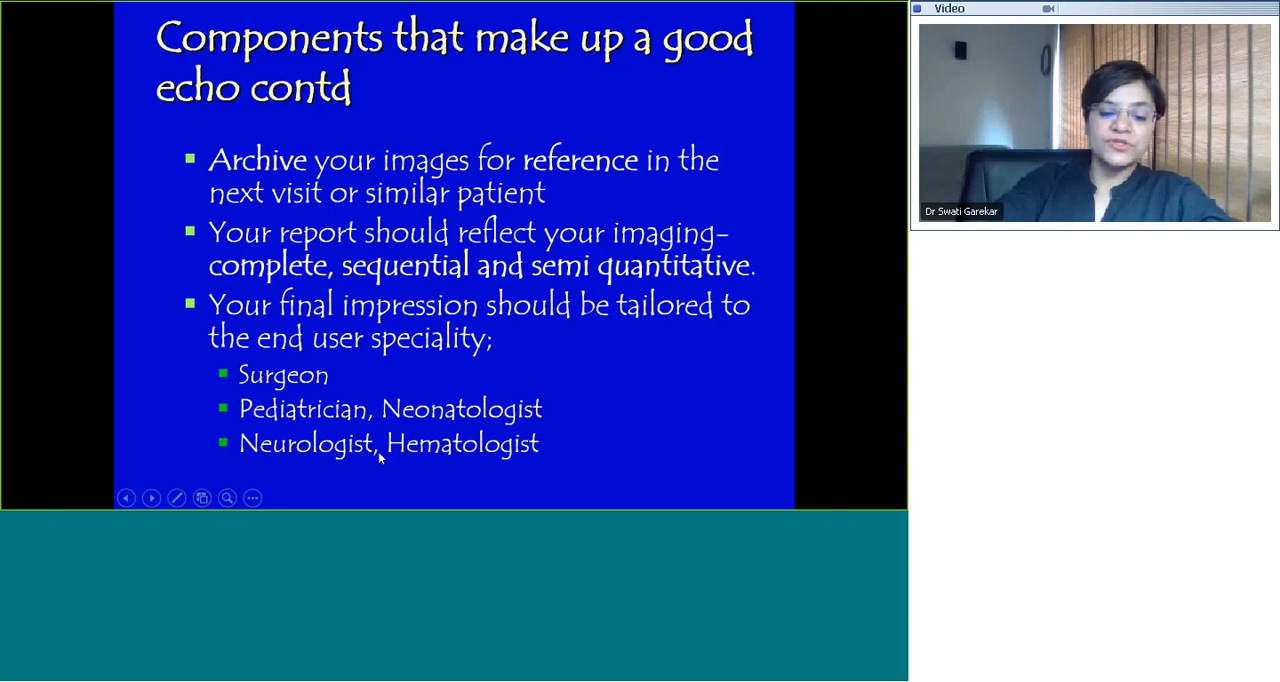 Components that make up a good
echo contd
Archive your images for reference in the
next visit or similar patient
Your report should reflect your imaging-
complete, sequential and semi quantitative.
Your final impression should be tailored to
the end user speciality;
Surgeon
Pediatrician, Neonatologist
Neurologist, Hematologist
Video
Dr Swati Garekar